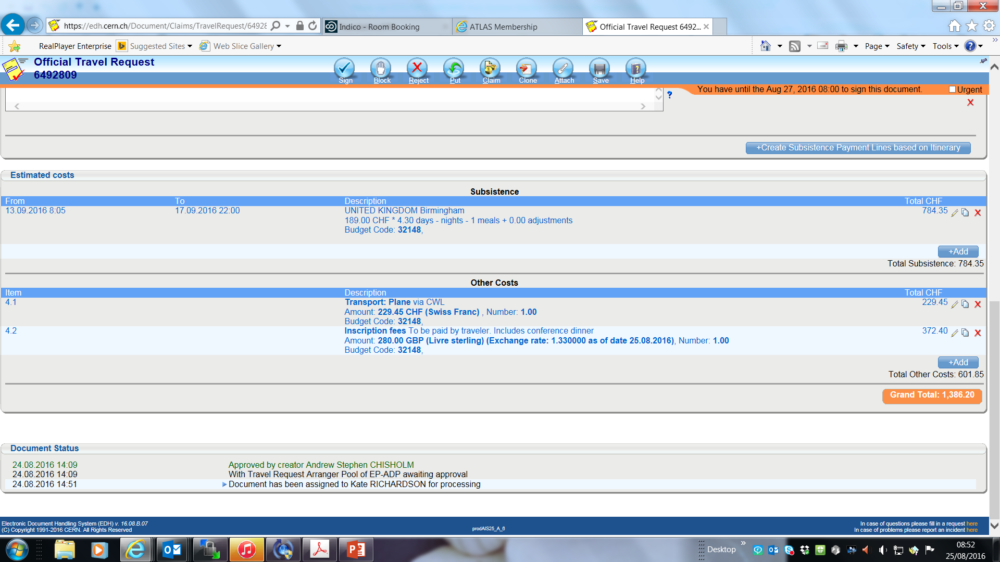 https://edh.cern.ch/Document/Claims/TravelRequest/6492
Indico - Room Booking
ATLAS Membership
Official Travel Request 6492...
RealPlayer Enterprise
Suggested Sites
Web Slice Gallery
Page
Safety
Tools
Official Travel Request
6492809
Sign
Block
Reject
Put
Claim
Clone
Attach
Save
Help
You have until the Aug 27, 2016 08:00 to sign this document.
Urgent
+Create Subsistence Payment Lines based on Itinerary
Estimated costs
Subsistence
From To Description Total CHF
13.09.2016 8:05 17.09.2016 22:00 UNITED KINGDOM Birmingham 784.35
189.00 CHF * 4.30 days - nights - 1 meals + 0.00 adjustments
Budget Code: 32148,
+Add
Total Subsistence: 784.35
Other Costs
Item Description Total CHF
4.1 Transport: Plane via CWL 229.45
Amount: 229.45 CHF (Swiss Franc) , Number: 1.00
Budget Code: 32148,
4.2 Inscription fees To be paid by traveler. Includes conference dinner 372.40
Amount: 280.00 GBP (Livre sterling) (Exchange rate: 1.330000 as of date 25.08.2016), Number: 1.00
Budget Code: 32148,
+Add
Total Other Costs: 601.85
Grand Total: 1,386.20
Document Status
24.08.2016 14:09 Approved by creator Andrew Stephen CHISHOLM
24.08.2016 14:09 With Travel Request Arranger Pool of EP-ADP awaiting approval
24.08.2016 14:51 Document has been assigned to Kate RICHARDSON for processing
Electronic Document Handling System (EDH) v. 16.08.B.07
(C) Copyright 1991-2016 CERN. All Rights Reserved
prodAIS25_A_6
In case of questions please fill in a request here
In case of problems please report an incident here
Desktop
08:52
25/08/2016